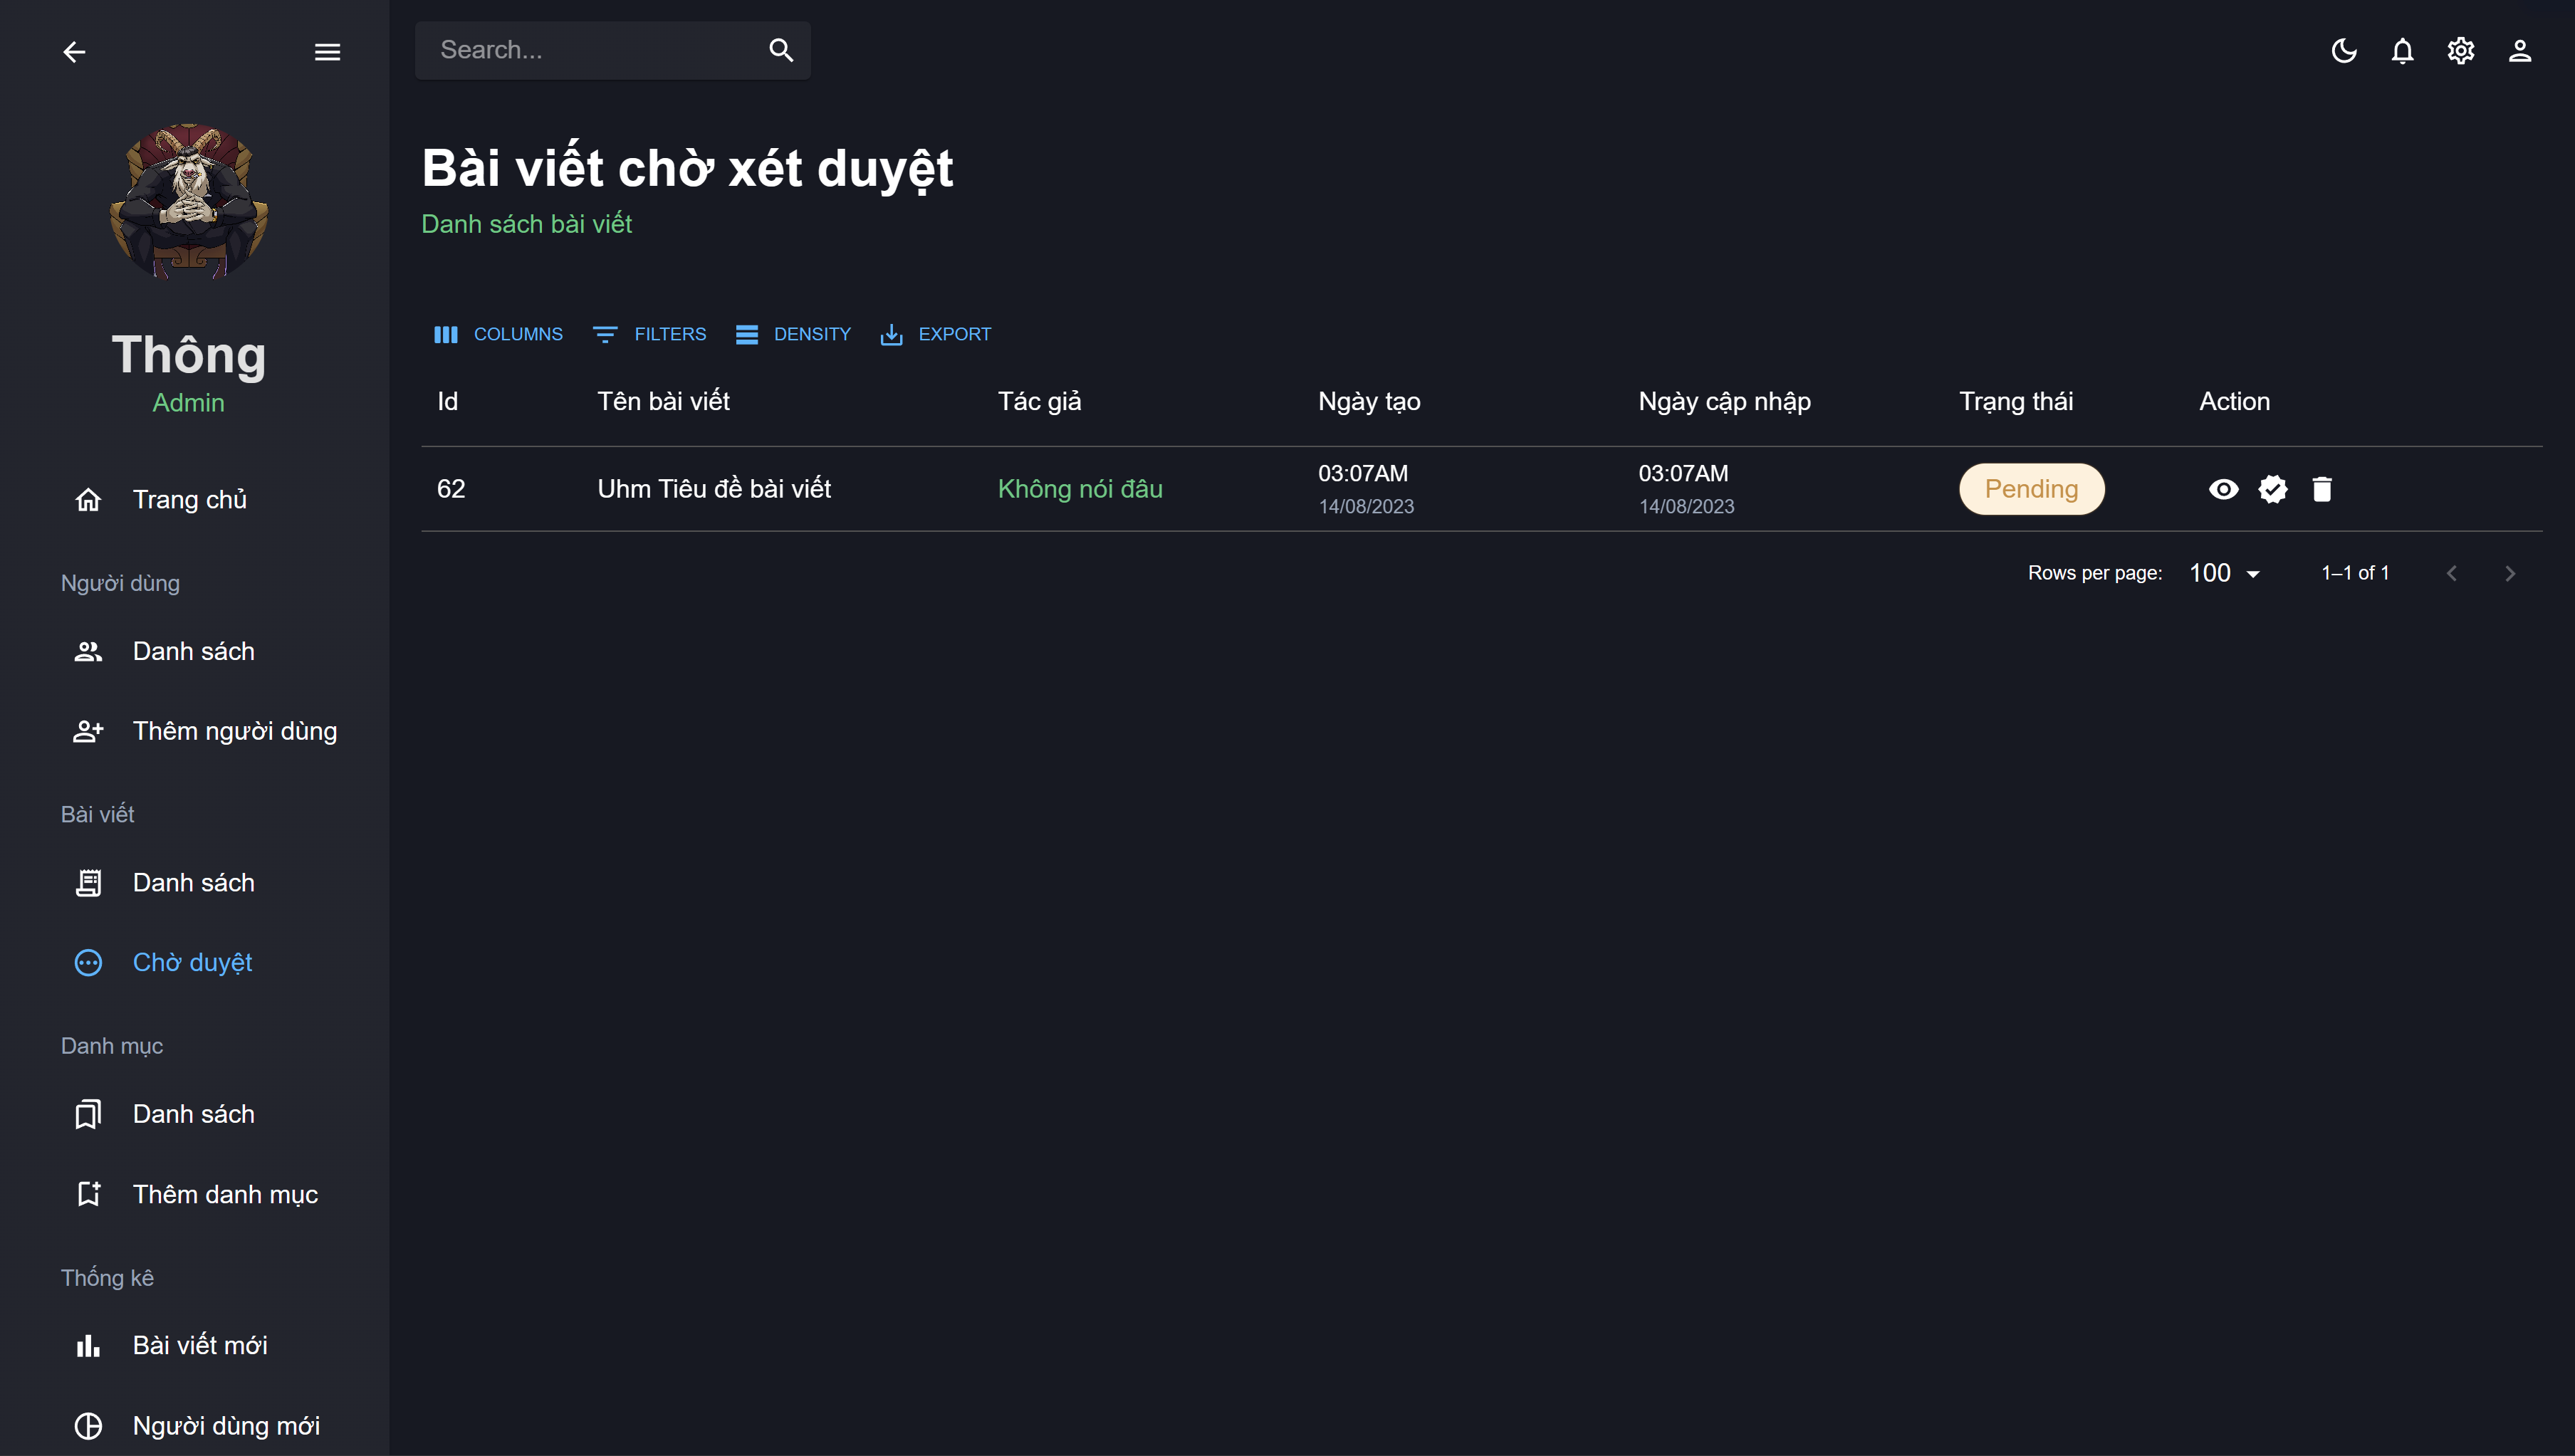 Search...
Thông
Admin
Trang chủ
Người dùng
Danh sách
Thêm người dùng
Bài viết
Danh sách
Chờ duyệt
Danh mục
Danh sách
Thêm danh mục
Thống kê
Bài viết mới
Người dùng mới
Bài viết chờ xét duyệt
Danh sách bài viết
COLUMNS FILTERS DENSITY EXPORT
Id Tên bài viết Tác giả Ngày tạo Ngày cập nhập Trạng thái Action
62 Uhm Tiêu đề bài viết Không nói đâu 03:07AM 03:07AM Pending
14/08/2023 14/08/2023
Rows per page: 100 1–1 of 1